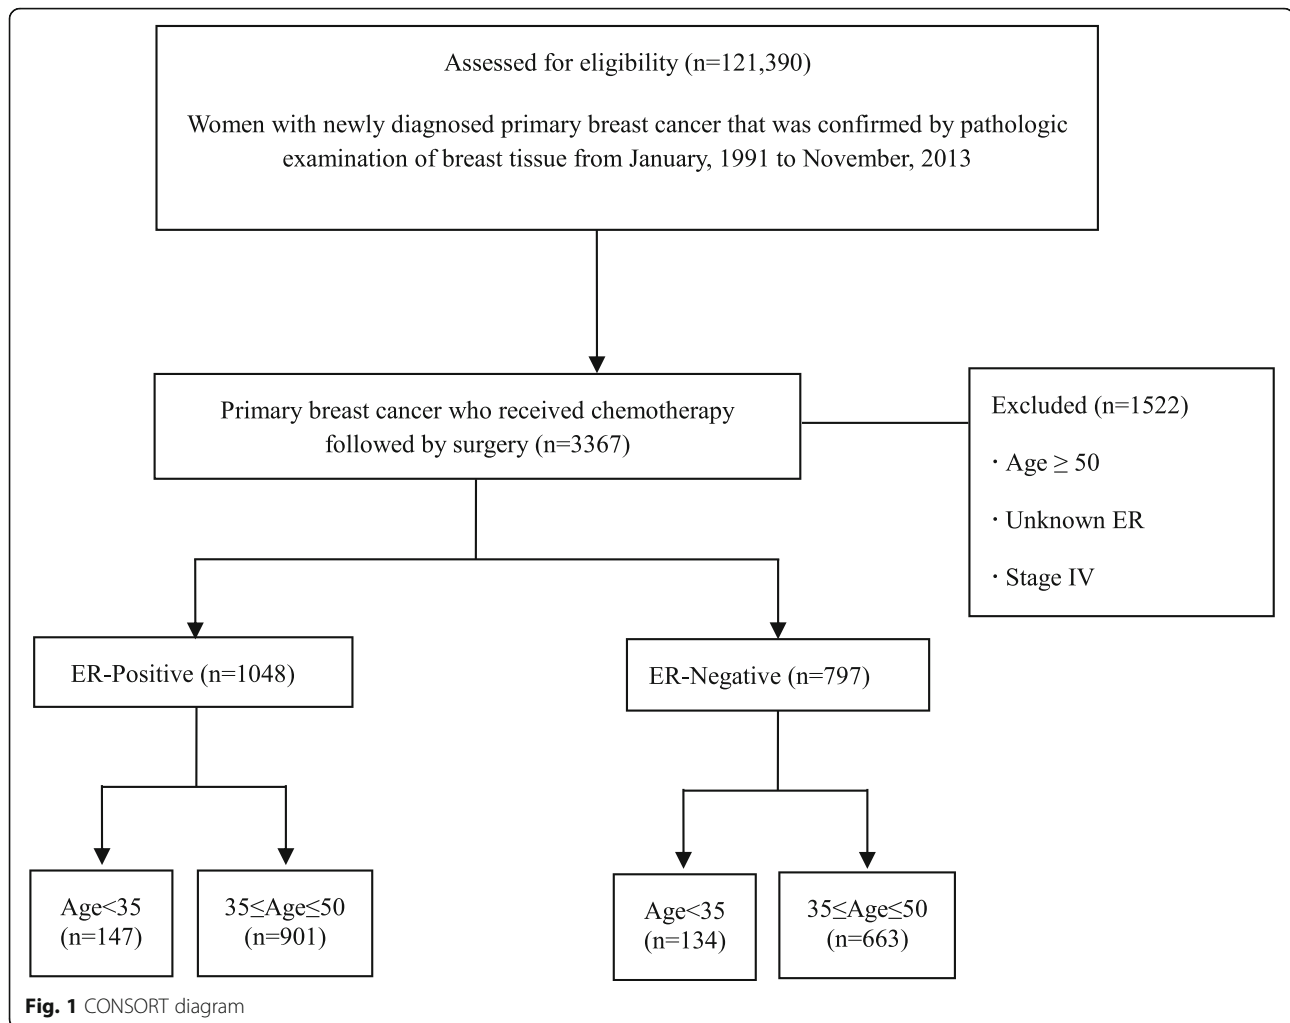 Assessed for eligibility (n=121,390)
Women with newly diagnosed primary breast cancer that was confirmed by pathologic
examination of breast tissue from January, 1991 to November, 2013
Primary breast cancer who received chemotherapy
followed by surgery (n=3367)
Excluded (n=1522)
· Age ≥ 50
· Unknown ER
· Stage IV
ER-Positive (n=1048)
ER-Negative (n=797)
Age<35
(n=147)
35≤Age≤50
(n=901)
Age<35
(n=134)
35≤Age≤50
(n=663)
Fig. 1 CONSORT diagram